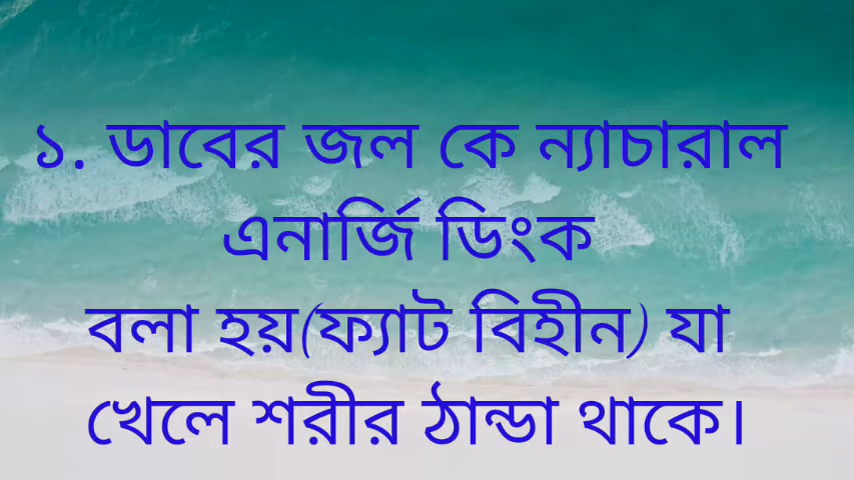 ১. ডাবের জল কে ন্যাচারাল
এনার্জি ডিংক
বলা হয়(ফ্যাট বিহীন) যা
খেলে শরীর ঠান্ডা থাকে।